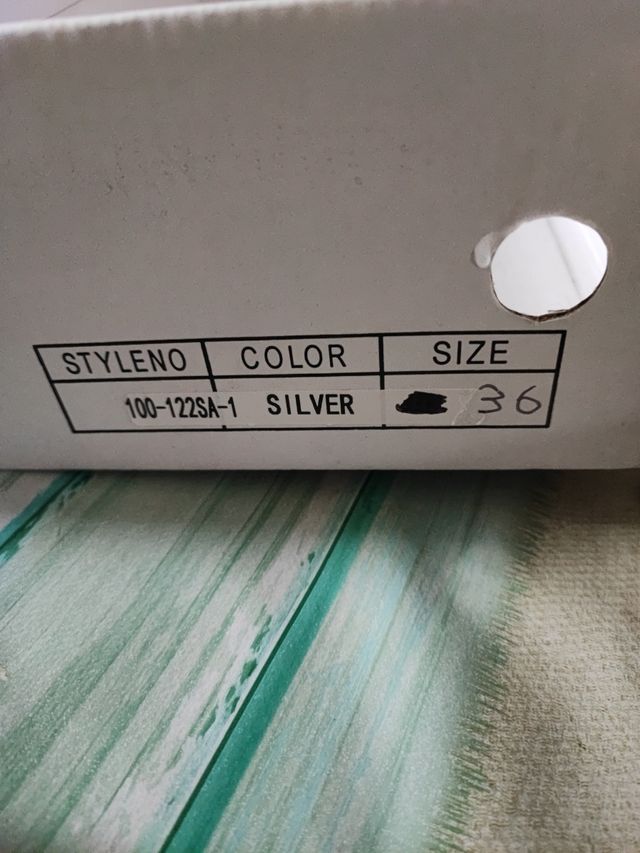 STYLENO COLOR SIZE
100-122SA-1 SILVER 36